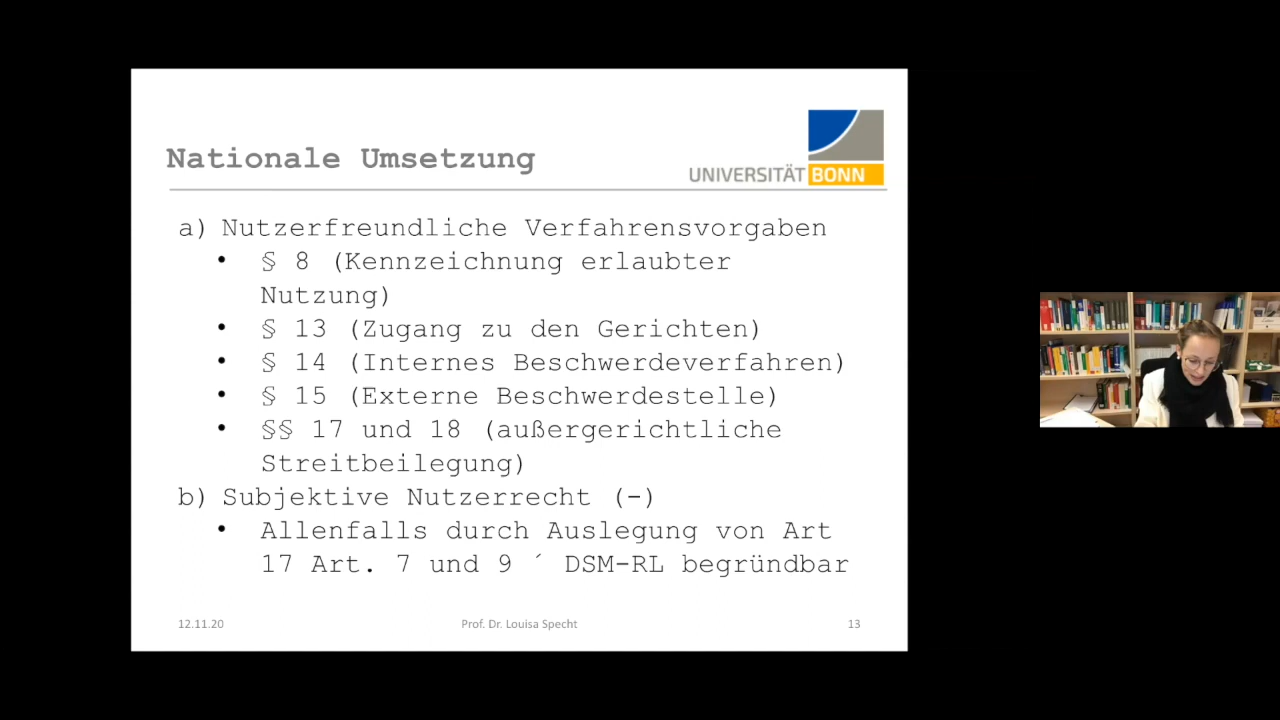 Nationale Umsetzung
UNIVERSITÄT BONN
a) Nutzerfreundliche Verfahrensvorgaben
• § 8 (Kennzeichnung erlaubter
Nutzung)
• § 13 (Zugang zu den Gerichten)
• § 14 (Internes Beschwerdeverfahren)
• § 15 (Externe Beschwerdestelle)
• §§ 17 und 18 (außergerichtliche
Streitbeilegung)
b) Subjektive Nutzerrecht (-)
• Allenfalls durch Auslegung von Art
17 Art. 7 und 9 ´ DSM-RL begründbar
12.11.20 Prof. Dr. Louisa Specht 13